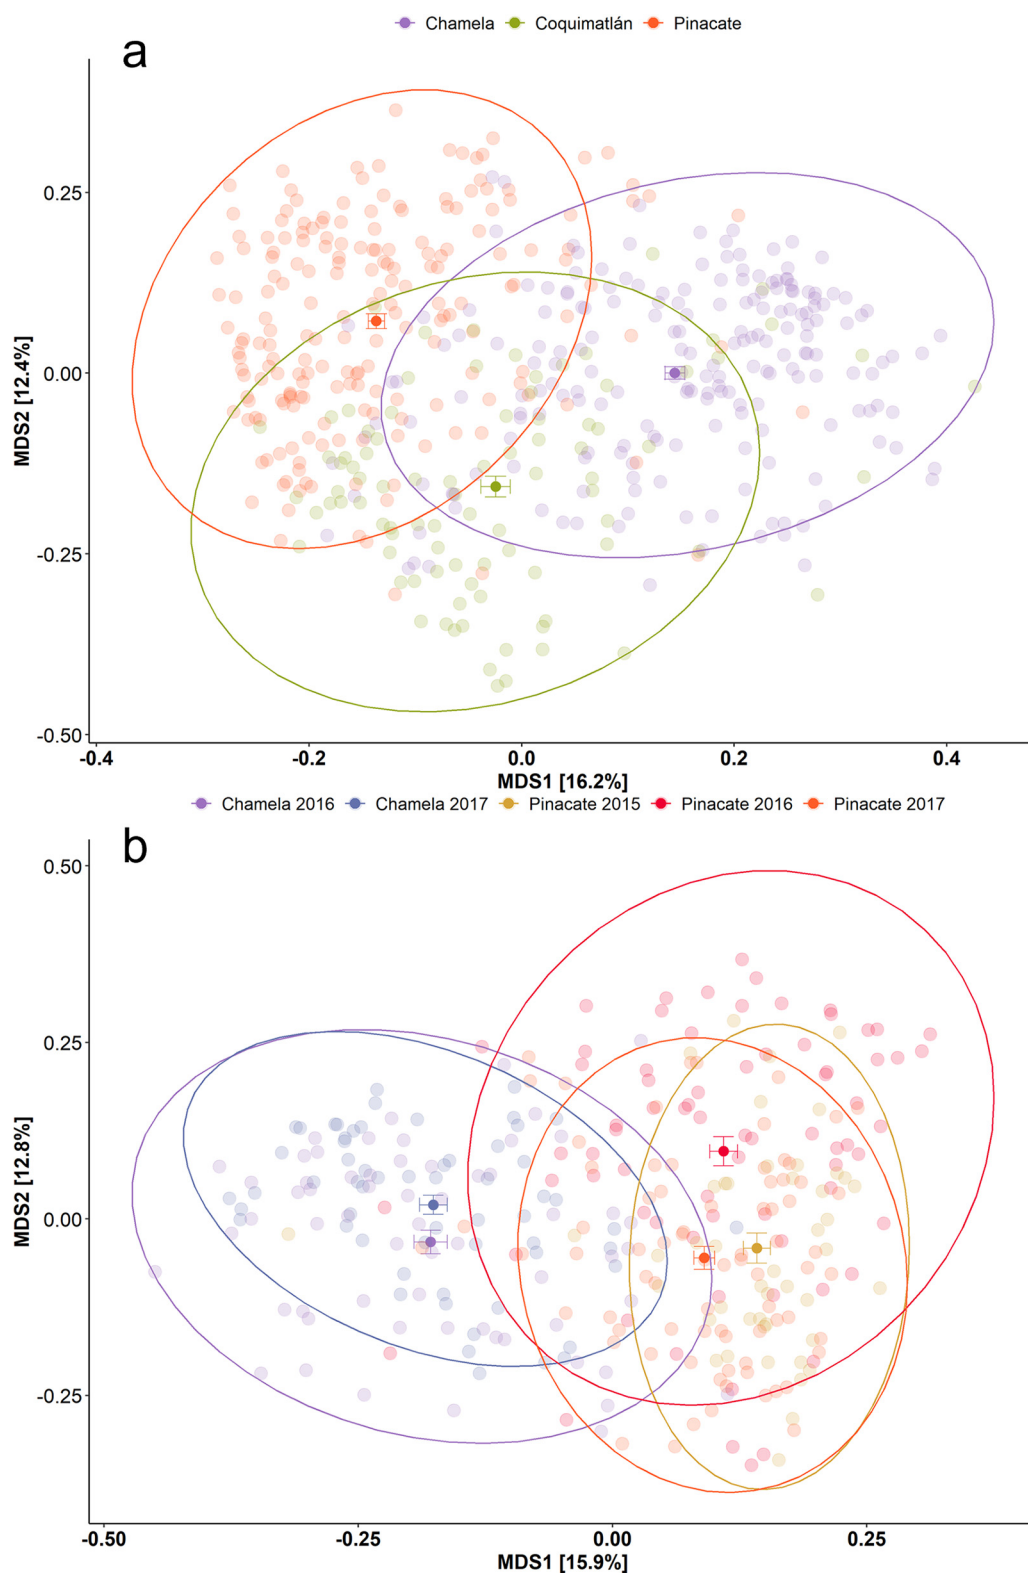 Chamela Coquimatlán Pinacate
a
0.25
0.00
-0.25
-0.50
MDS2 [12.4%]
-0.4 -0.2 0.0 0.2 0.4
MDS1 [16.2%]
Chamela 2016 Chamela 2017 Pinacate 2015 Pinacate 2016 Pinacate 2017
b
0.50
0.25
0.00
-0.25
MDS2 [12.8%]
-0.50 -0.25 0.00 0.25
MDS1 [15.9%]